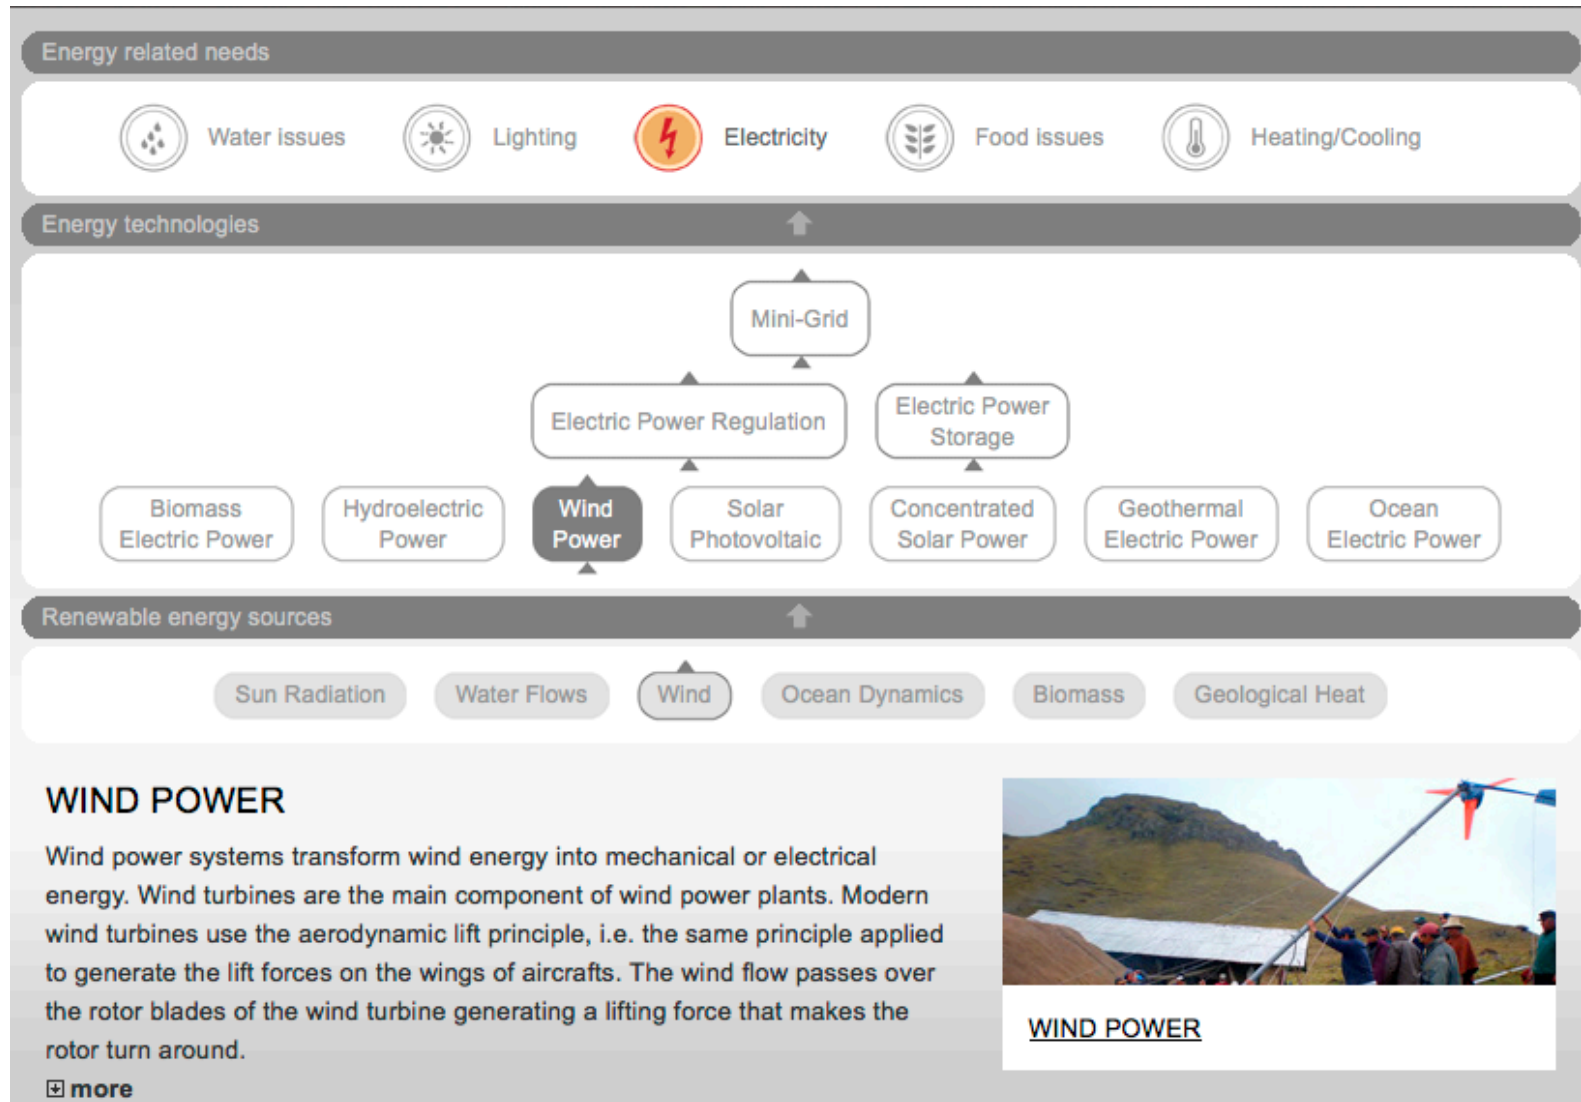 Energy related needs
Water issues
Lighting
Electricity
Food issues
Heating/Cooling
Energy technologies
Mini-Grid
Electric Power Regulation
Electric Power
Storage
Biomass
Electric Power
Hydroelectric
Power
Wind
Power
Solar
Photovoltaic
Concentrated
Solar Power
Geothermal
Electric Power
Ocean
Electric Power
Renewable energy sources
Sun Radiation
Water Flows
Wind
Ocean Dynamics
Biomass
Geological Heat
WIND POWER
Wind power systems transform wind energy into mechanical or electrical
energy. Wind turbines are the main component of wind power plants. Modern
wind turbines use the aerodynamic lift principle, i.e. the same principle applied
to generate the lift forces on the wings of aircrafts. The wind flow passes over
the rotor blades of the wind turbine generating a lifting force that makes the
rotor turn around.
more
WIND POWER